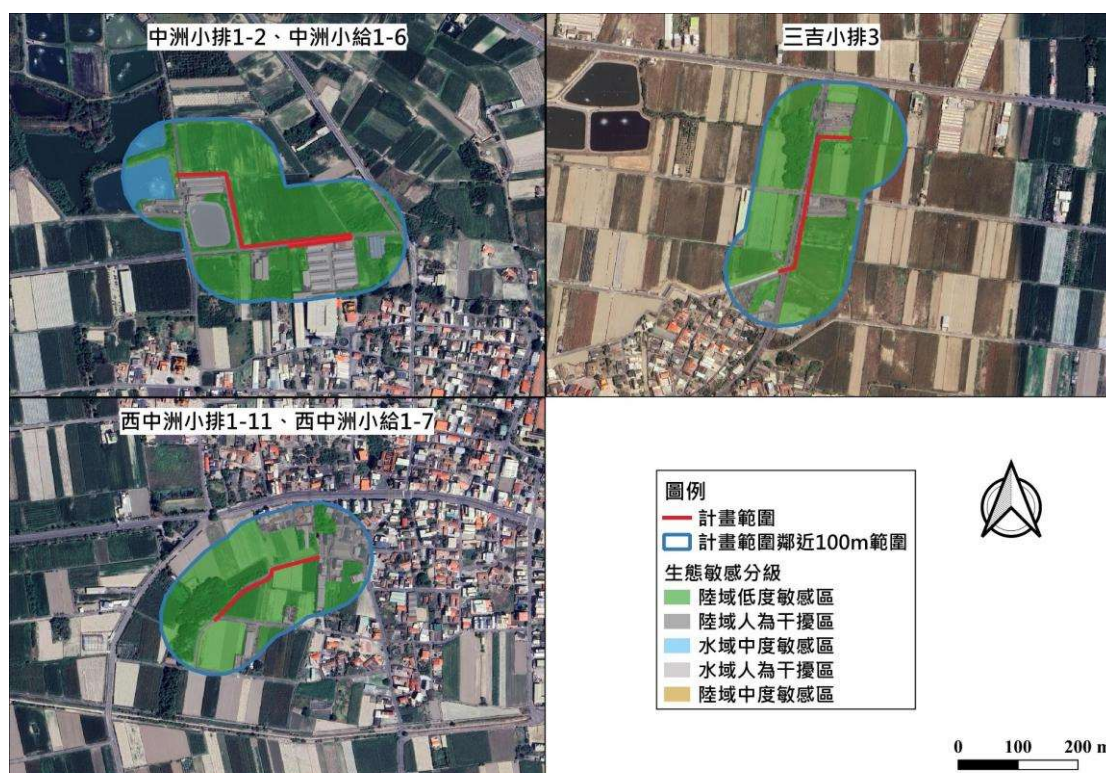 中洲小排1-2、中洲小給1-6
三吉小排3
西中洲小排1-11、西中洲小給1-7
圖例
計畫範圍
計畫範圍鄰近100m範圍
生態敏感分級
陸域低度敏感區
陸域人為干擾區
水域中度敏感區
水域人為干擾區
陸域中度敏感區
0 100 200 m